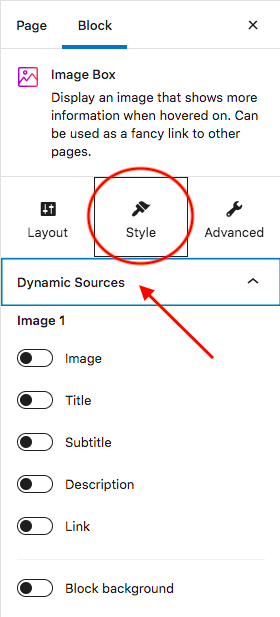 Page Block
Image Box
Display an image that shows more
information when hovered on. Can
be used as a fancy link to other
pages.
Layout Style Advanced
Dynamic Sources
Image 1
Image
Title
Subtitle
Description
Link
Block background